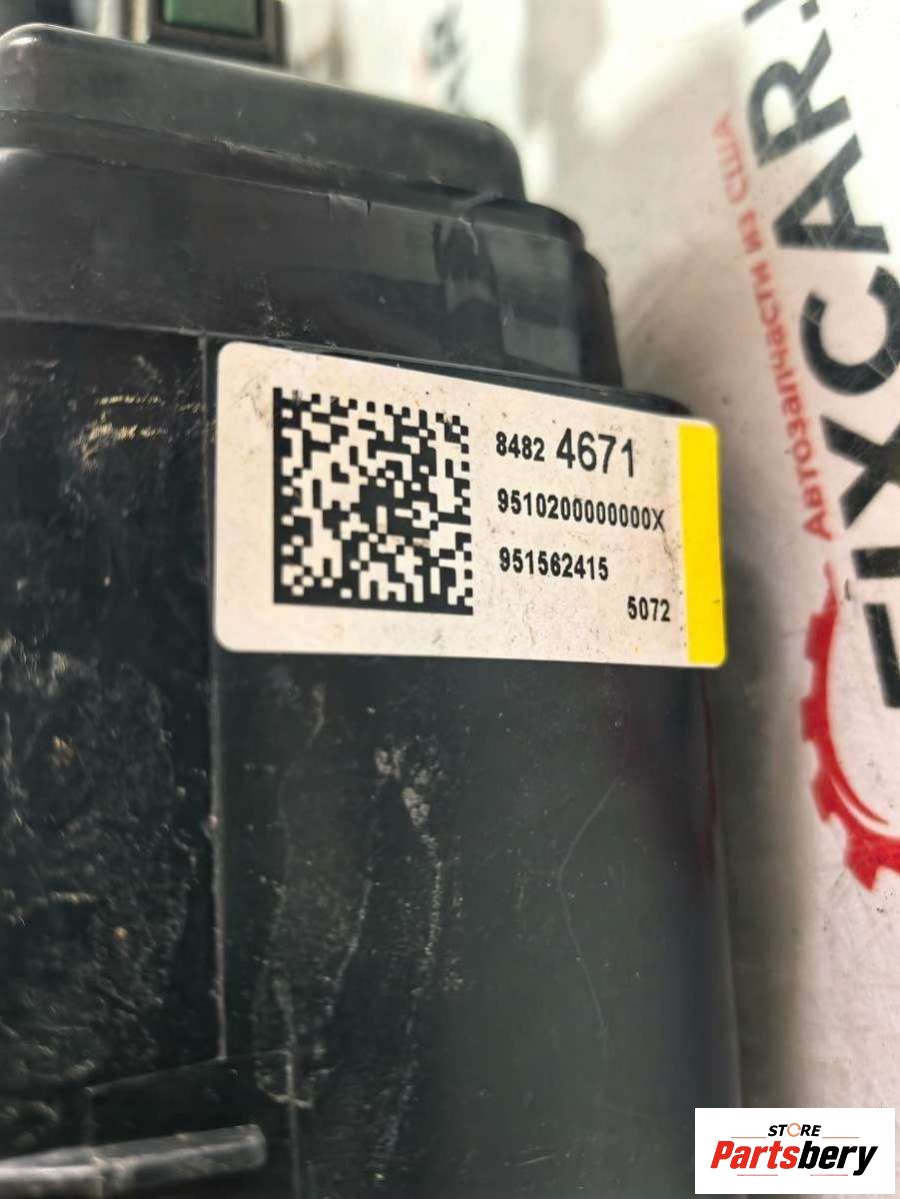 8482 4671
9510200000000X
951562415
5072
FIXCAR.
АВТОЗАПЧАСТИ ИЗ США
STORE
Partsbery